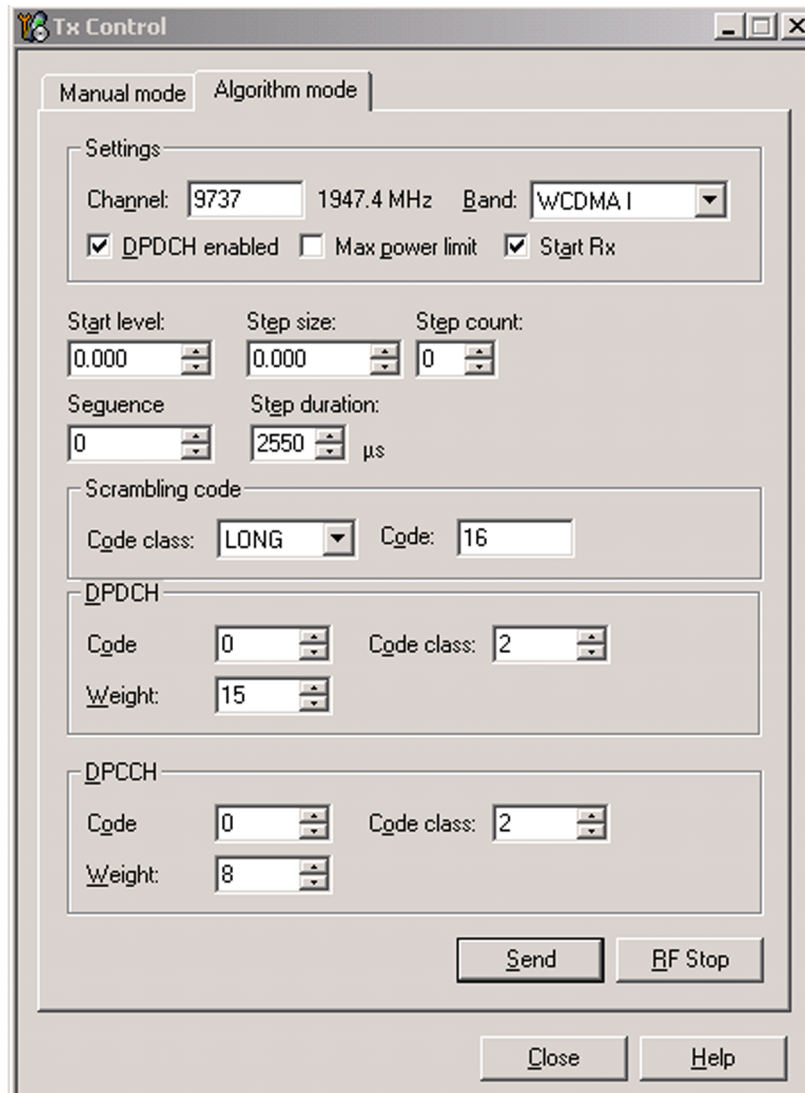 Tx Control
Manual mode Algorithm mode
Settings
Channel: 9737 1947.4 MHz Band: WCDMA I
DPDCH enabled Max power limit Start Rx
Start level: Step size: Step count:
0.000 0.000 0
Seguence Step duration:
0 2550 µs
Scrambling code
Code class: LONG Code: 16
DPDCH
Code 0 Code class: 2
Weight: 15
DPCCH
Code 0 Code class: 2
Weight: 8
Send RF Stop
Close Help